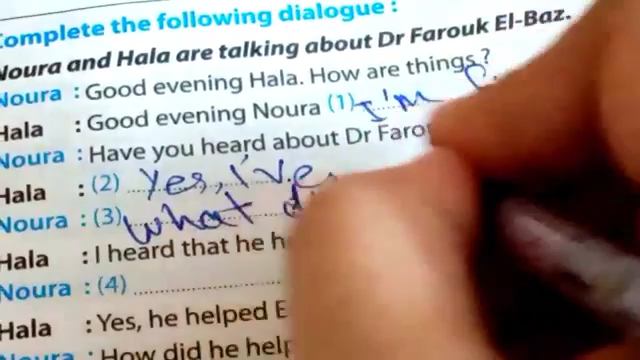 Complete the following dialogue :
Noura and Hala are talking about Dr Farouk El-Baz.
Noura : Good evening Hala. How are things?
Hala : Good evening Noura (1) I'm
Noura : Have you heard about Dr Faro
Hala : (2) Yes, I've
Noura : (3) What
Hala : I heard that he h
Noura : (4)
Hala : Yes, he helped E
Noura : How did he help